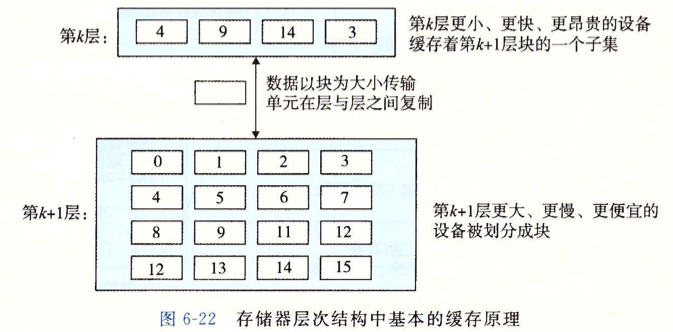 第k层：
4 9 14 3
第k层更小、更快、更昂贵的设备
缓存着第k+1层块的一个子集
数据以块为大小传输
单元在层与层之间复制
第k+1层：
0 1 2 3
4 5 6 7
8 9 11 12
12 13 14 15
第k+1层更大、更慢、更便宜的
设备被划分成块
图 6-22 存储器层次结构中基本的缓存原理